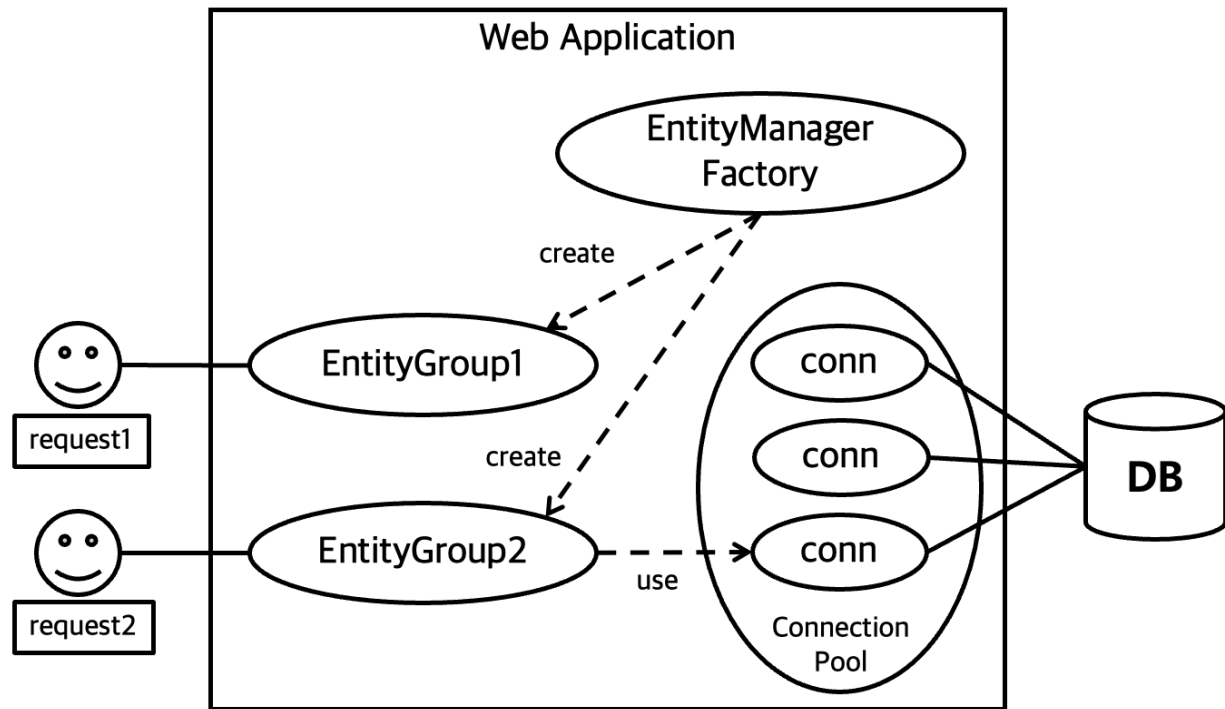 Web Application
EntityManager
Factory
create
EntityGroup1
conn
request1
create
conn
DB
EntityGroup2
use
conn
request2
Connection
Pool